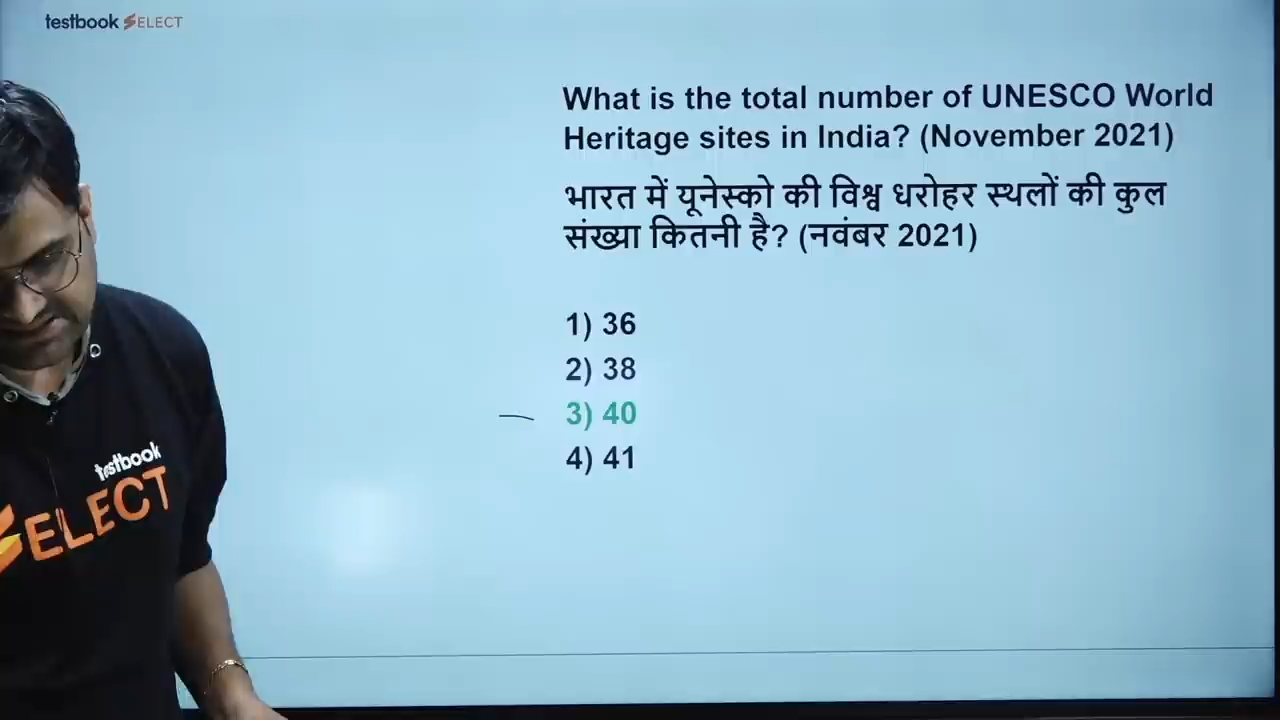 testbook SELECT
What is the total number of UNESCO World
Heritage sites in India? (November 2021)
भारत में यूनेस्को की विश्व धरोहर स्थलों की कुल
संख्या कितनी है? (नवंबर 2021)
1) 36
2) 38
3) 40
4) 41
testbook
SELECT